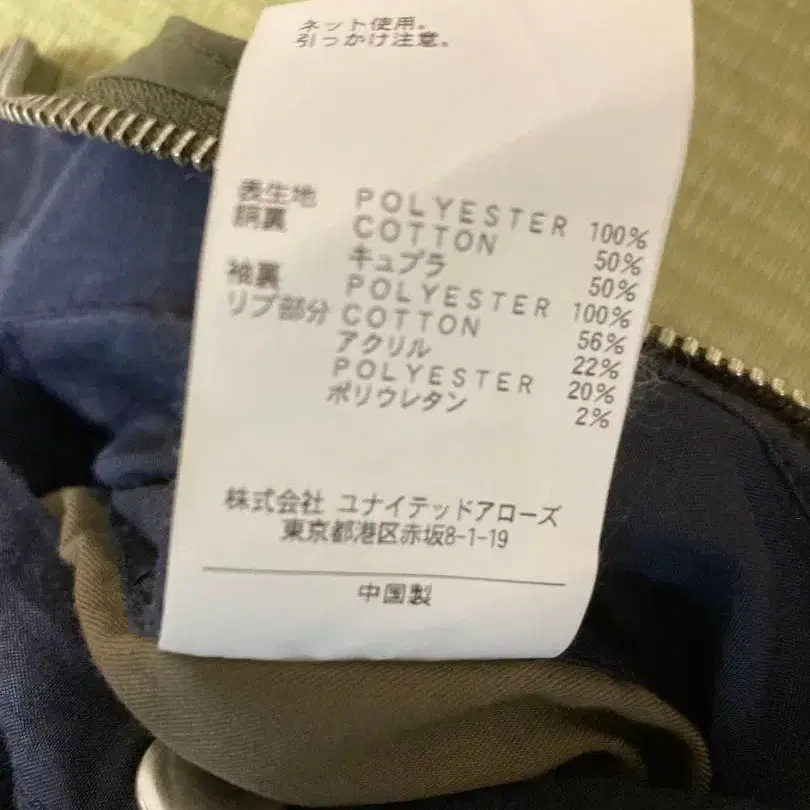 ネット使用。
引っかけ注意。
表生地 POLYESTER 100%
胴裏 COTTON 50%
キュプラ 50%
袖裏 POLYESTER 100%
リブ部分 COTTON 56%
アクリル 22%
POLYESTER 20%
ポリウレタン 2%
株式会社 ユナイテッドアローズ
東京都港区赤坂8-1-19
中国製